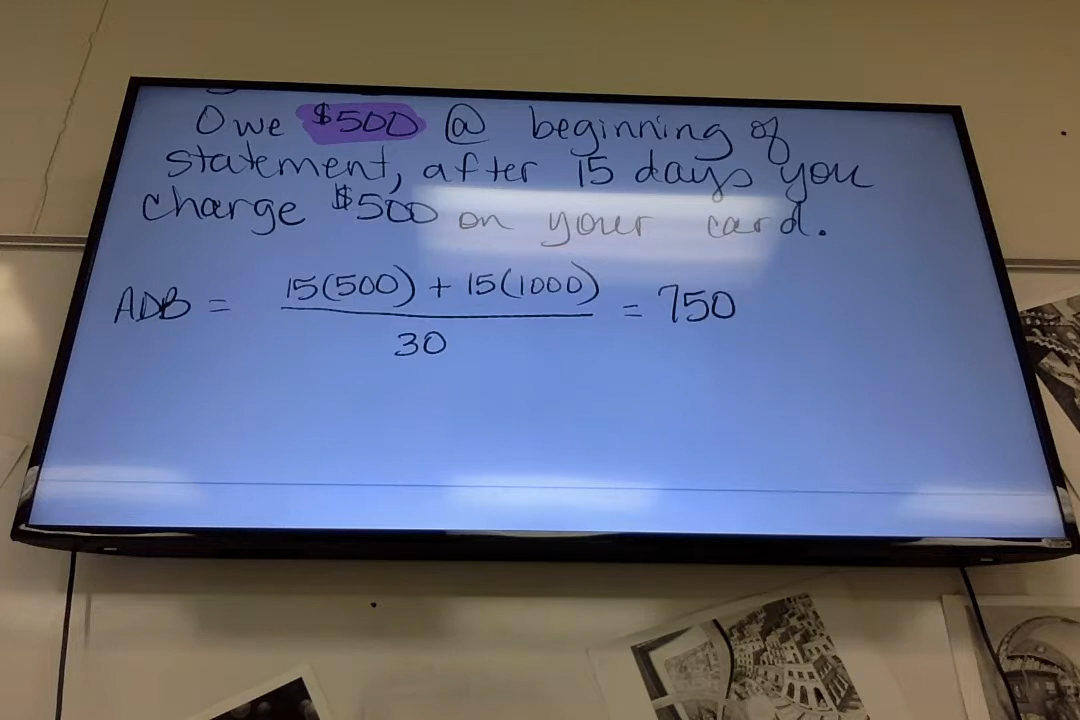 Owe $500 @ beginning of
statement, after 15 days you
charge $500 on your card.
ADB = 15(500) + 15(1000) / 30 = 750